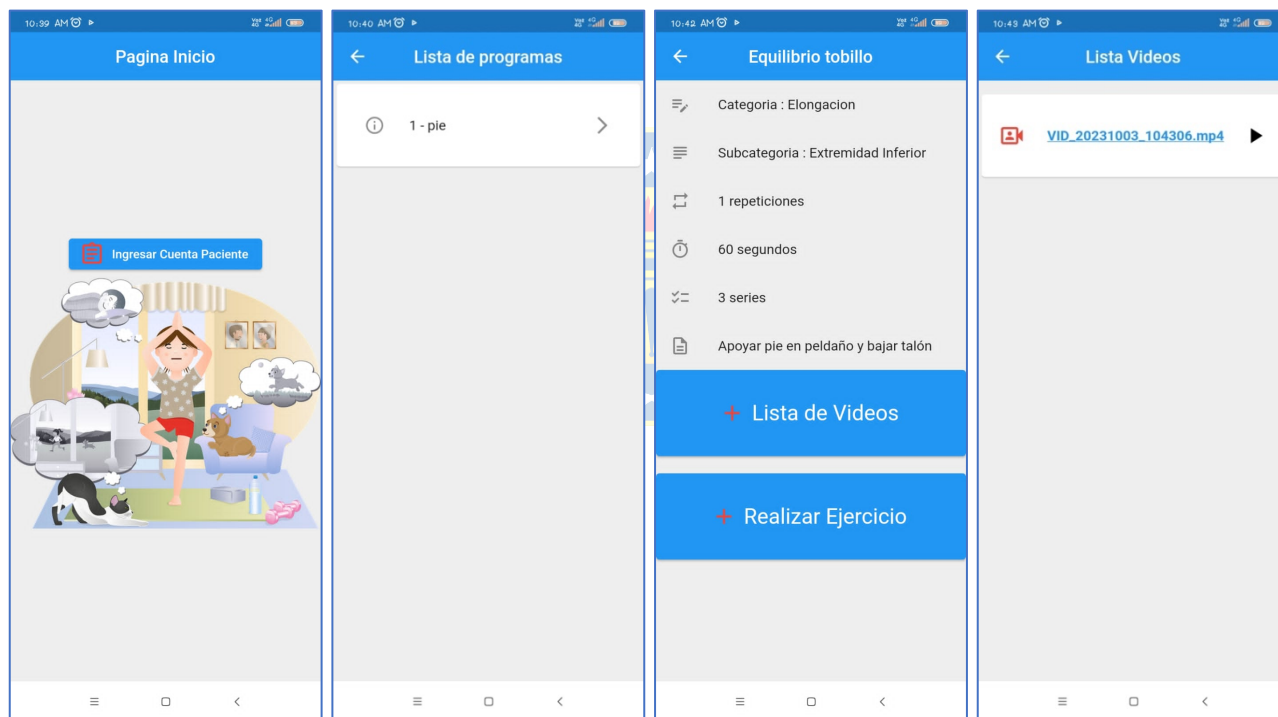 10:39 AM
Pagina Inicio
Ingresar Cuenta Paciente
10:40 AM
Lista de programas
1 - pie
10:42 AM
Equilibrio tobillo
Categoria : Elongacion
Subcategoria : Extremidad Inferior
1 repeticiones
60 segundos
3 series
Apoyar pie en peldaño y bajar talón
+ Lista de Videos
+ Realizar Ejercicio
10:43 AM
Lista Videos
VID_20231003_104306.mp4